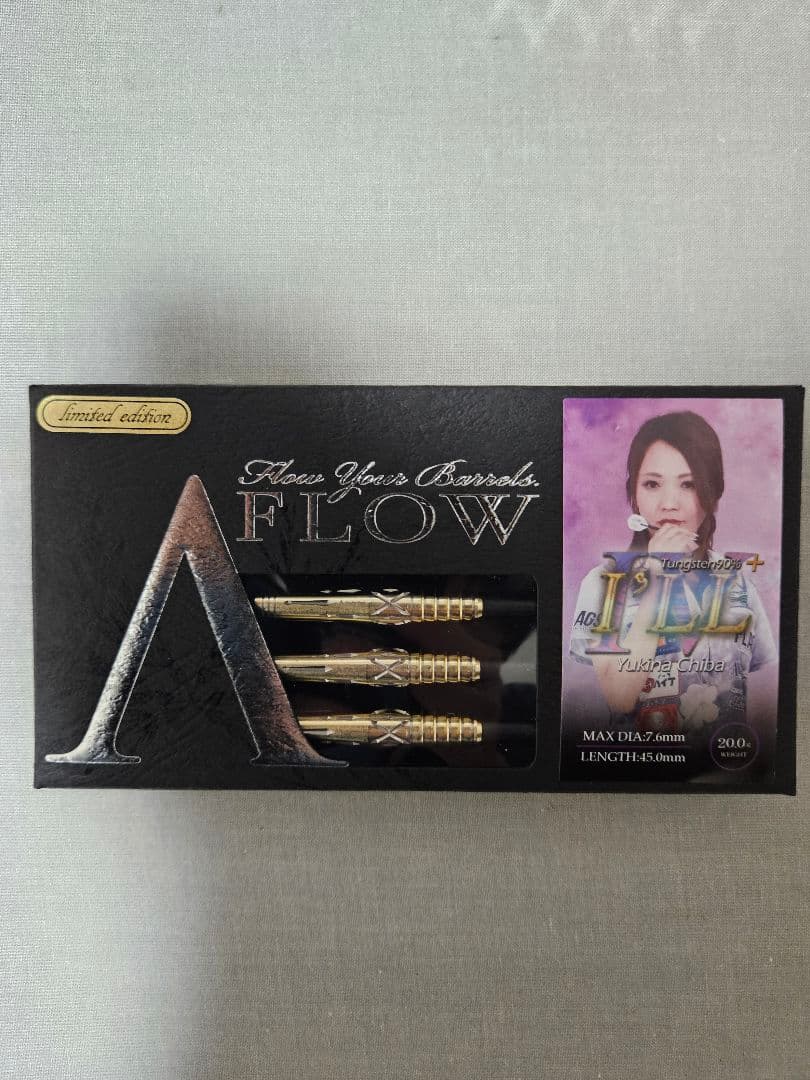 limited edition
Flow Your Barrels.
FLOW
Tungsten90%+
I'LL
Yukina Chiba
MAX DIA:7.6mm
LENGTH:45.0mm
20.0g
WEIGHT